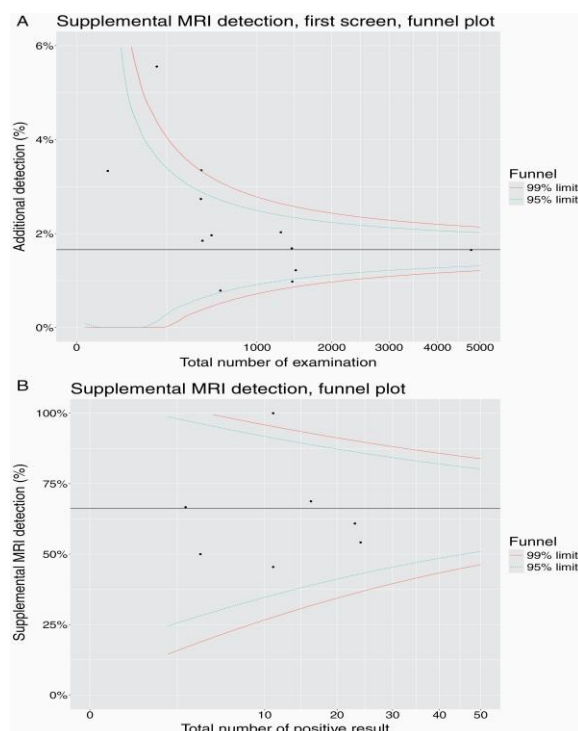 A
Supplemental MRI detection, first screen, funnel plot
6%
4%
2%
0%
Additional detection (%)
0 1000 2000 3000 4000 5000
Total number of examination
Funnel
99% limit
95% limit
B
Supplemental MRI detection, funnel plot
100%
75%
50%
25%
0%
Supplemental MRI detection (%)
0 10 20 30 40 50
Total number of positive result
Funnel
99% limit
95% limit